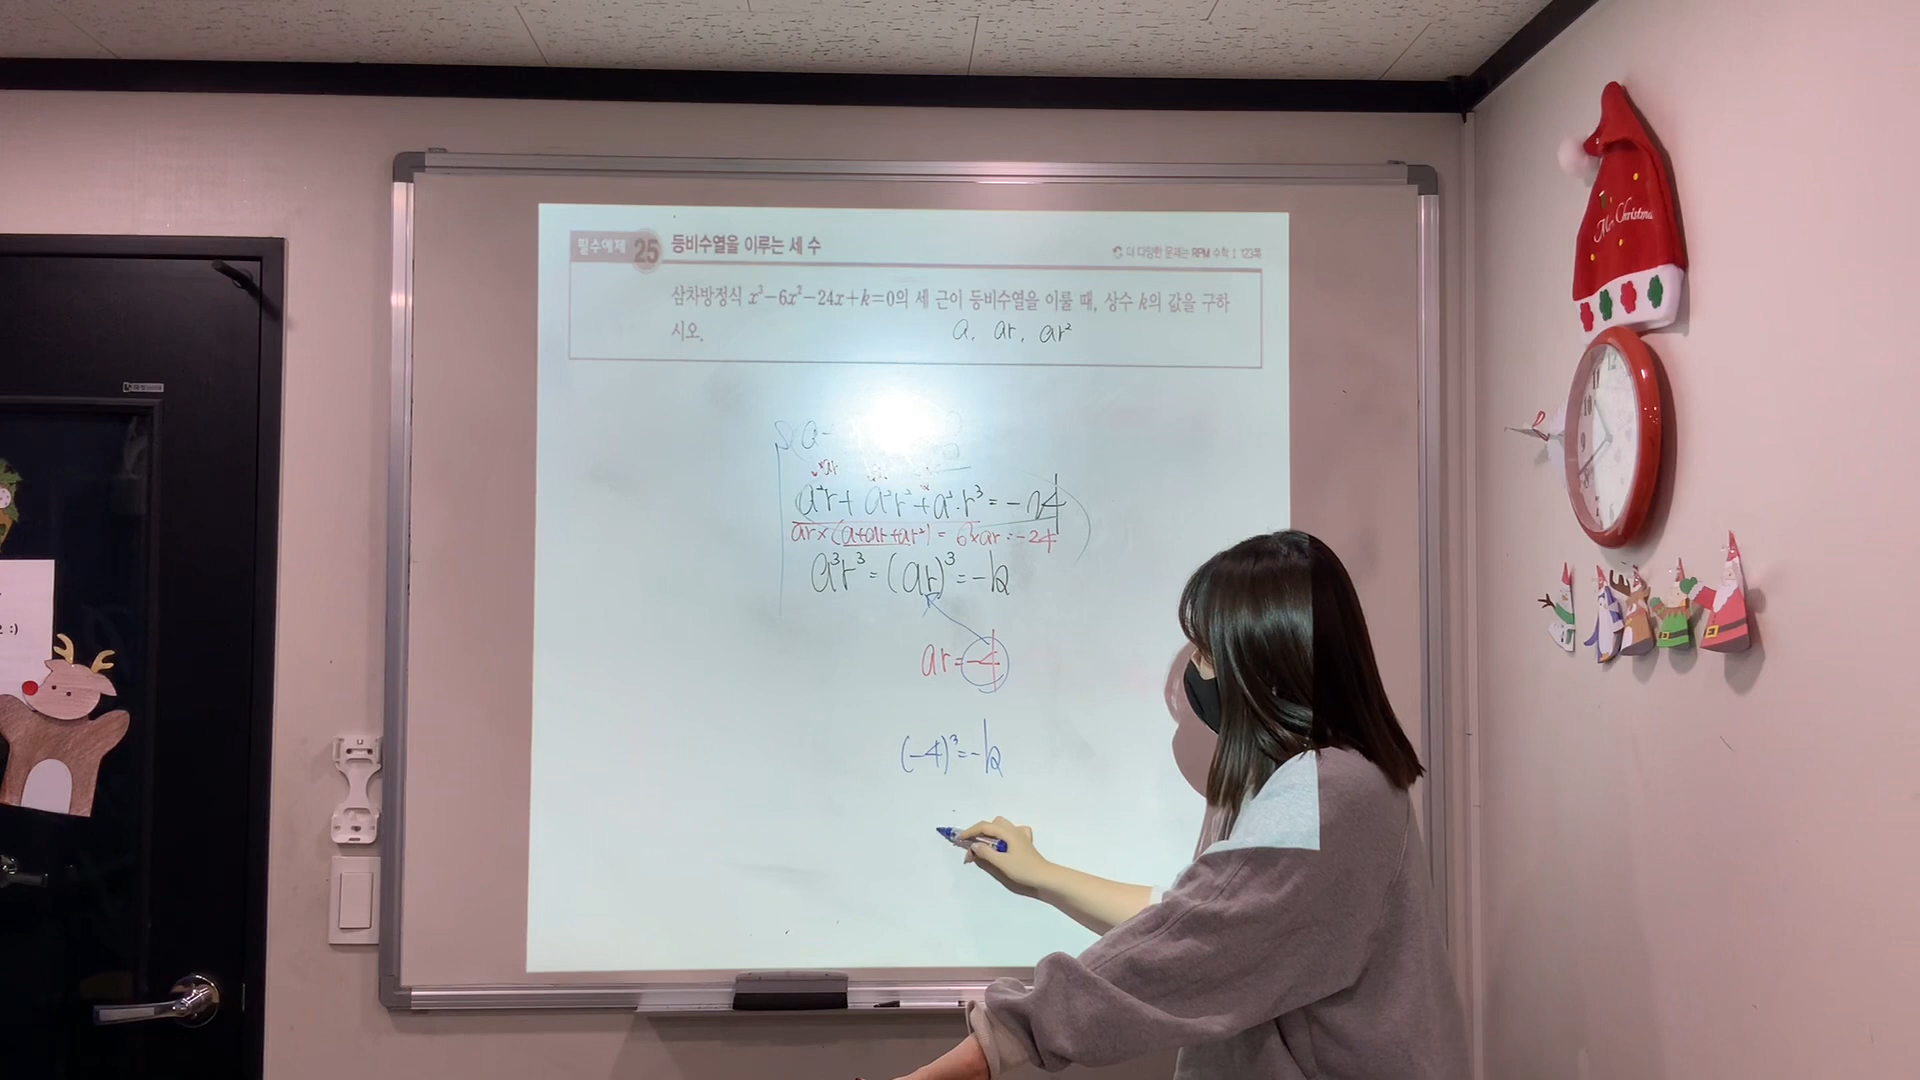 필수예제 25 등비수열을 이루는 세 수
더 다양한 문제는 RPM 수학 I 123쪽
삼차방정식 x³-6x²-24x+k=0의 세 근이 등비수열을 이룰 때, 상수 k의 값을 구하
시오.
a, ar, ar²
a²r + a²r² + a²·r³ = -24
ar×(a+ar+ar²) = 6×ar = -24
a³r³ = (ar)³ = -k
ar = -4
(-4)³ = -k
Merry Christmas
:)